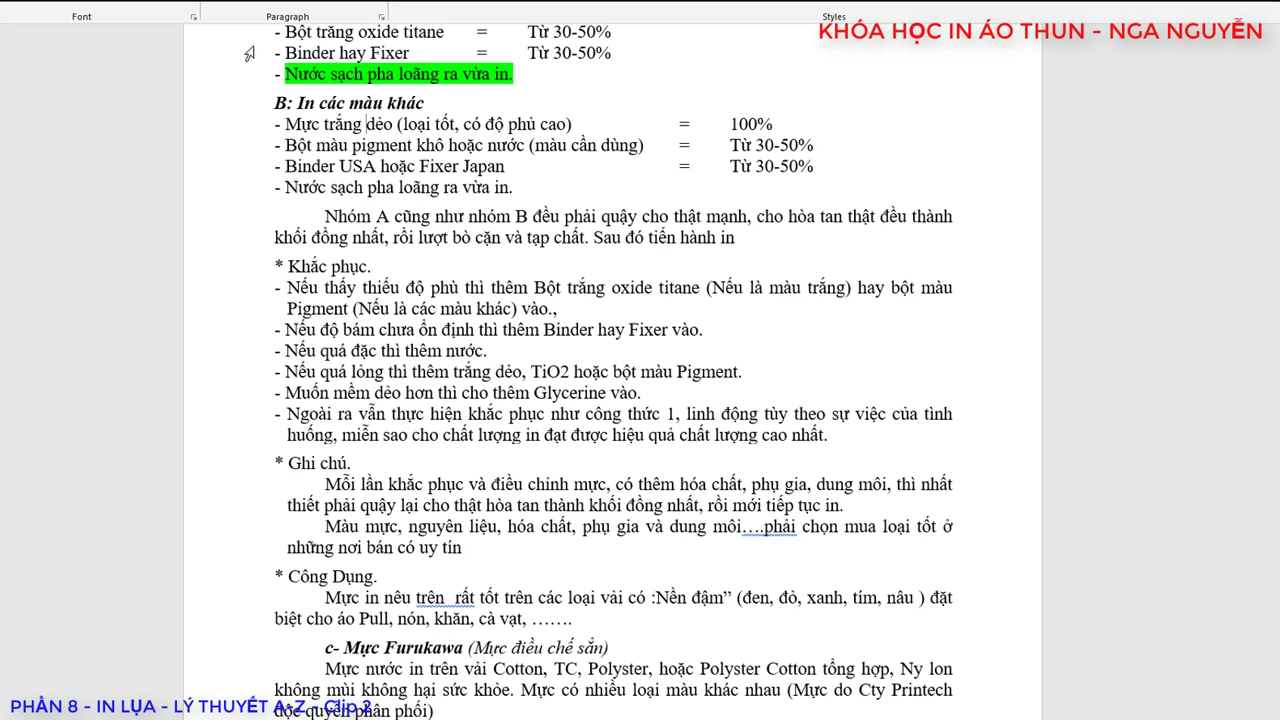 Font Paragraph Styles
KHÓA HỌC IN ÁO THUN - NGA NGUYỄN
- Bột trắng oxide titane = Từ 30-50%
- Binder hay Fixer = Từ 30-50%
- Nước sạch pha loãng ra vừa in.
B: In các màu khác
- Mực trắng dẻo (loại tốt, có độ phủ cao) = 100%
- Bột màu pigment khô hoặc nước (màu cần dùng) = Từ 30-50%
- Binder USA hoặc Fixer Japan = Từ 30-50%
- Nước sạch pha loãng ra vừa in.
Nhóm A cũng như nhóm B đều phải quậy cho thật mạnh, cho hòa tan thật đều thành
khối đồng nhất, rồi lượt bò cặn và tạp chất. Sau đó tiến hành in
* Khắc phục.
- Nếu thấy thiếu độ phù thì thêm Bột trắng oxide titane (Nếu là màu trắng) hay bột màu
Pigment (Nếu là các màu khác) vào.,
- Nếu độ bám chưa ổn định thì thêm Binder hay Fixer vào.
- Nếu quá đặc thì thêm nước.
- Nếu quá lỏng thì thêm trắng dẻo, TiO2 hoặc bột màu Pigment.
- Muốn mềm dẻo hơn thì cho thêm Glycerine vào.
- Ngoài ra vẫn thực hiện khắc phục như công thức 1, linh động tùy theo sự việc của tình
huống, miễn sao cho chất lượng in đạt được hiệu quả chất lượng cao nhất.
* Ghi chú.
Mỗi lần khắc phục và điều chỉnh mực, có thêm hóa chất, phụ gia, dung môi, thì nhất
thiết phải quậy lại cho thật hòa tan thành khối đồng nhất, rồi mới tiếp tục in.
Màu mực, nguyên liệu, hóa chất, phụ gia và dung môi….phải chọn mua loại tốt ở
những nơi bán có uy tín
* Công Dụng.
Mực in nêu trên rất tốt trên các loại vải có :Nền đậm” (đen, đỏ, xanh, tím, nâu ) đặt
biệt cho áo Pull, nón, khăn, cà vạt, …….
c- Mực Furukawa (Mực điều chế sẳn)
Mực nước in trên vải Cotton, TC, Polyster, hoặc Polyster Cotton tổng hợp, Ny lon
không mùi không hại sức khỏe. Mực có nhiều loại màu khác nhau (Mực do Cty Printech
độc quyền phân phối)
PHẦN 8 - IN LỤA - LÝ THUYẾT A-Z - Clip 2